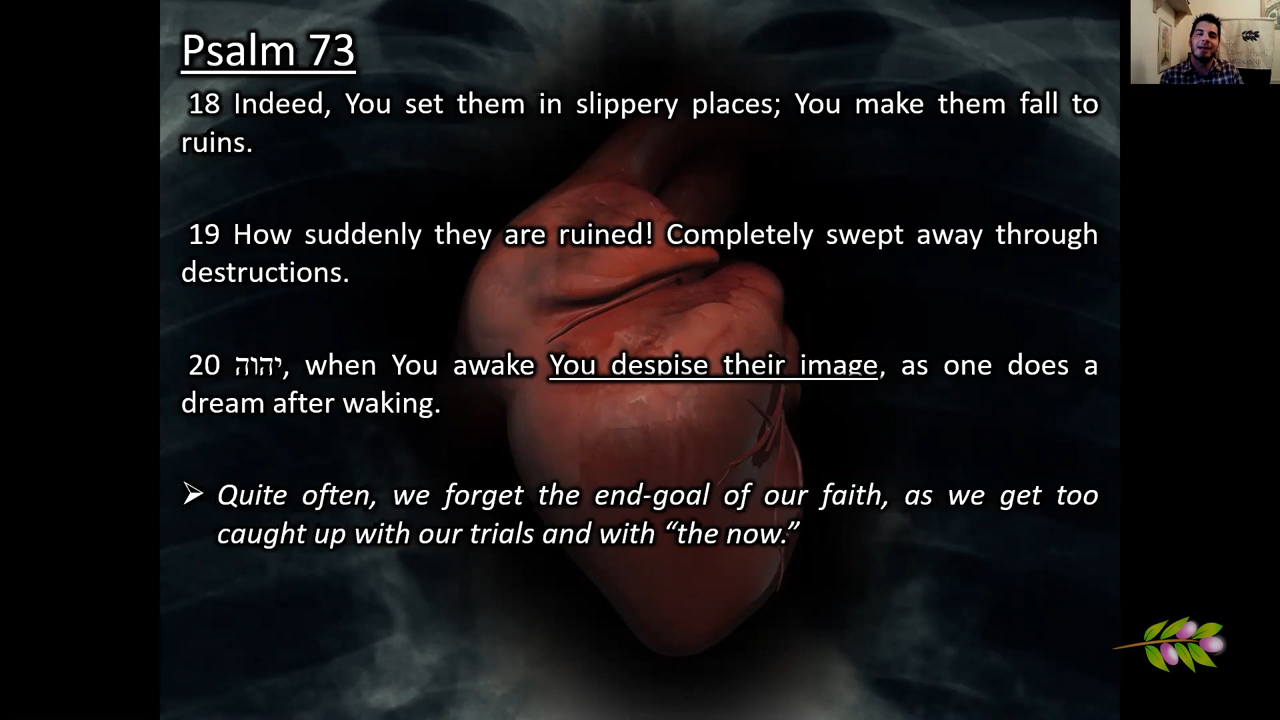 Psalm 73
18 Indeed, You set them in slippery places; You make them fall to
ruins.
19 How suddenly they are ruined! Completely swept away through
destructions.
20 יהוה, when You awake You despise their image, as one does a
dream after waking.
➢ Quite often, we forget the end-goal of our faith, as we get too
caught up with our trials and with “the now.”